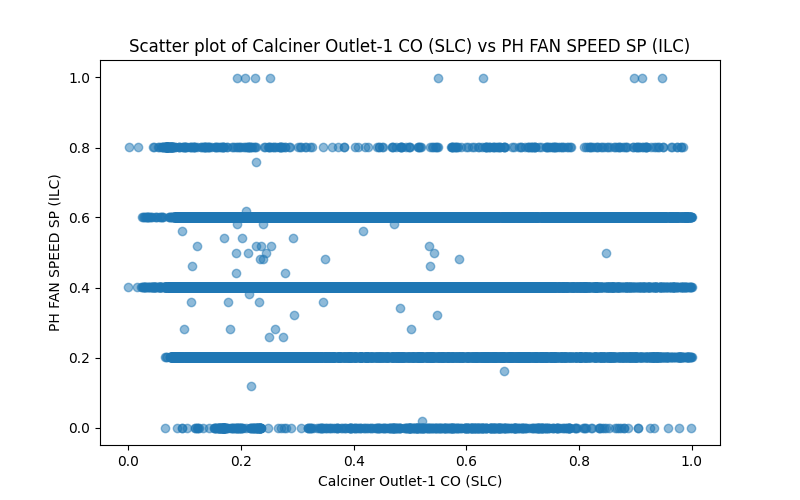 Scatter plot of Calciner Outlet-1 CO (SLC) vs PH FAN SPEED SP (ILC)
1.0
0.8
0.6
0.4
0.2
0.0
PH FAN SPEED SP (ILC)
0.0 0.2 0.4 0.6 0.8 1.0
Calciner Outlet-1 CO (SLC)